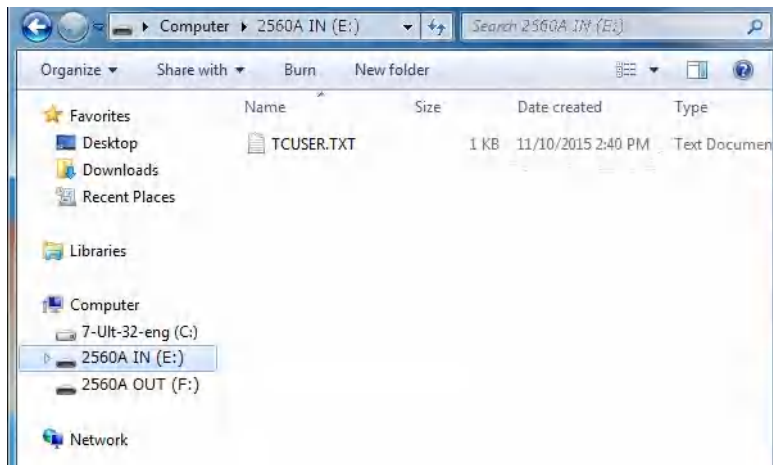 Computer 2560A IN (E:) Search 2560A IN (E:)
Organize Share with Burn New folder
Favorites
Desktop
Downloads
Recent Places
Libraries
Computer
7-Ult-32-eng (C:)
2560A IN (E:)
2560A OUT (F:)
Network
Name Size Date created Type
TCUSER.TXT 1 KB 11/10/2015 2:40 PM Text Documen